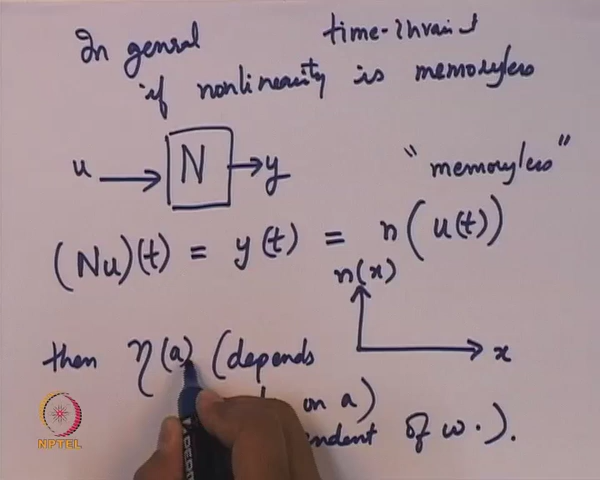 In general time-invariant
if nonlinearity is memoryless
u N y "memoryless"
(Nu)(t) = y(t) = n(u(t))
n(x)
x
then η(a) (depends
on a)
of ω.).
NPTEL